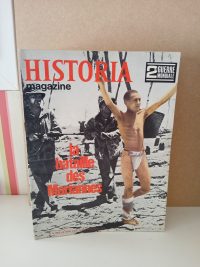 HISTORIA
magazine
2e GUERRE
MONDIALE
la
bataille
des
Mariannes